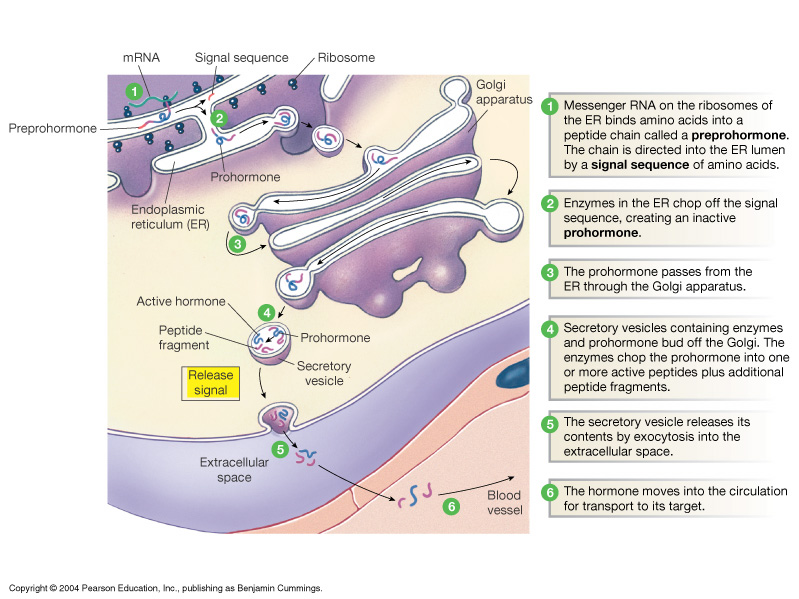 mRNA
Signal sequence
Ribosome
1
Golgi
apparatus
2
Preprohormone
Prohormone
Endoplasmic
reticulum (ER)
3
Active hormone
4
Peptide
fragment
Prohormone
Secretory
vesicle
Release
signal
5
Extracellular
space
6
Blood
vessel
1 Messenger RNA on the ribosomes of
the ER binds amino acids into a
peptide chain called a preprohormone.
The chain is directed into the ER lumen
by a signal sequence of amino acids.
2 Enzymes in the ER chop off the signal
sequence, creating an inactive
prohormone.
3 The prohormone passes from the
ER through the Golgi apparatus.
4 Secretory vesicles containing enzymes
and prohormone bud off the Golgi. The
enzymes chop the prohormone into one
or more active peptides plus additional
peptide fragments.
5 The secretory vesicle releases its
contents by exocytosis into the
extracellular space.
6 The hormone moves into the circulation
for transport to its target.
Copyright © 2004 Pearson Education, Inc., publishing as Benjamin Cummings.